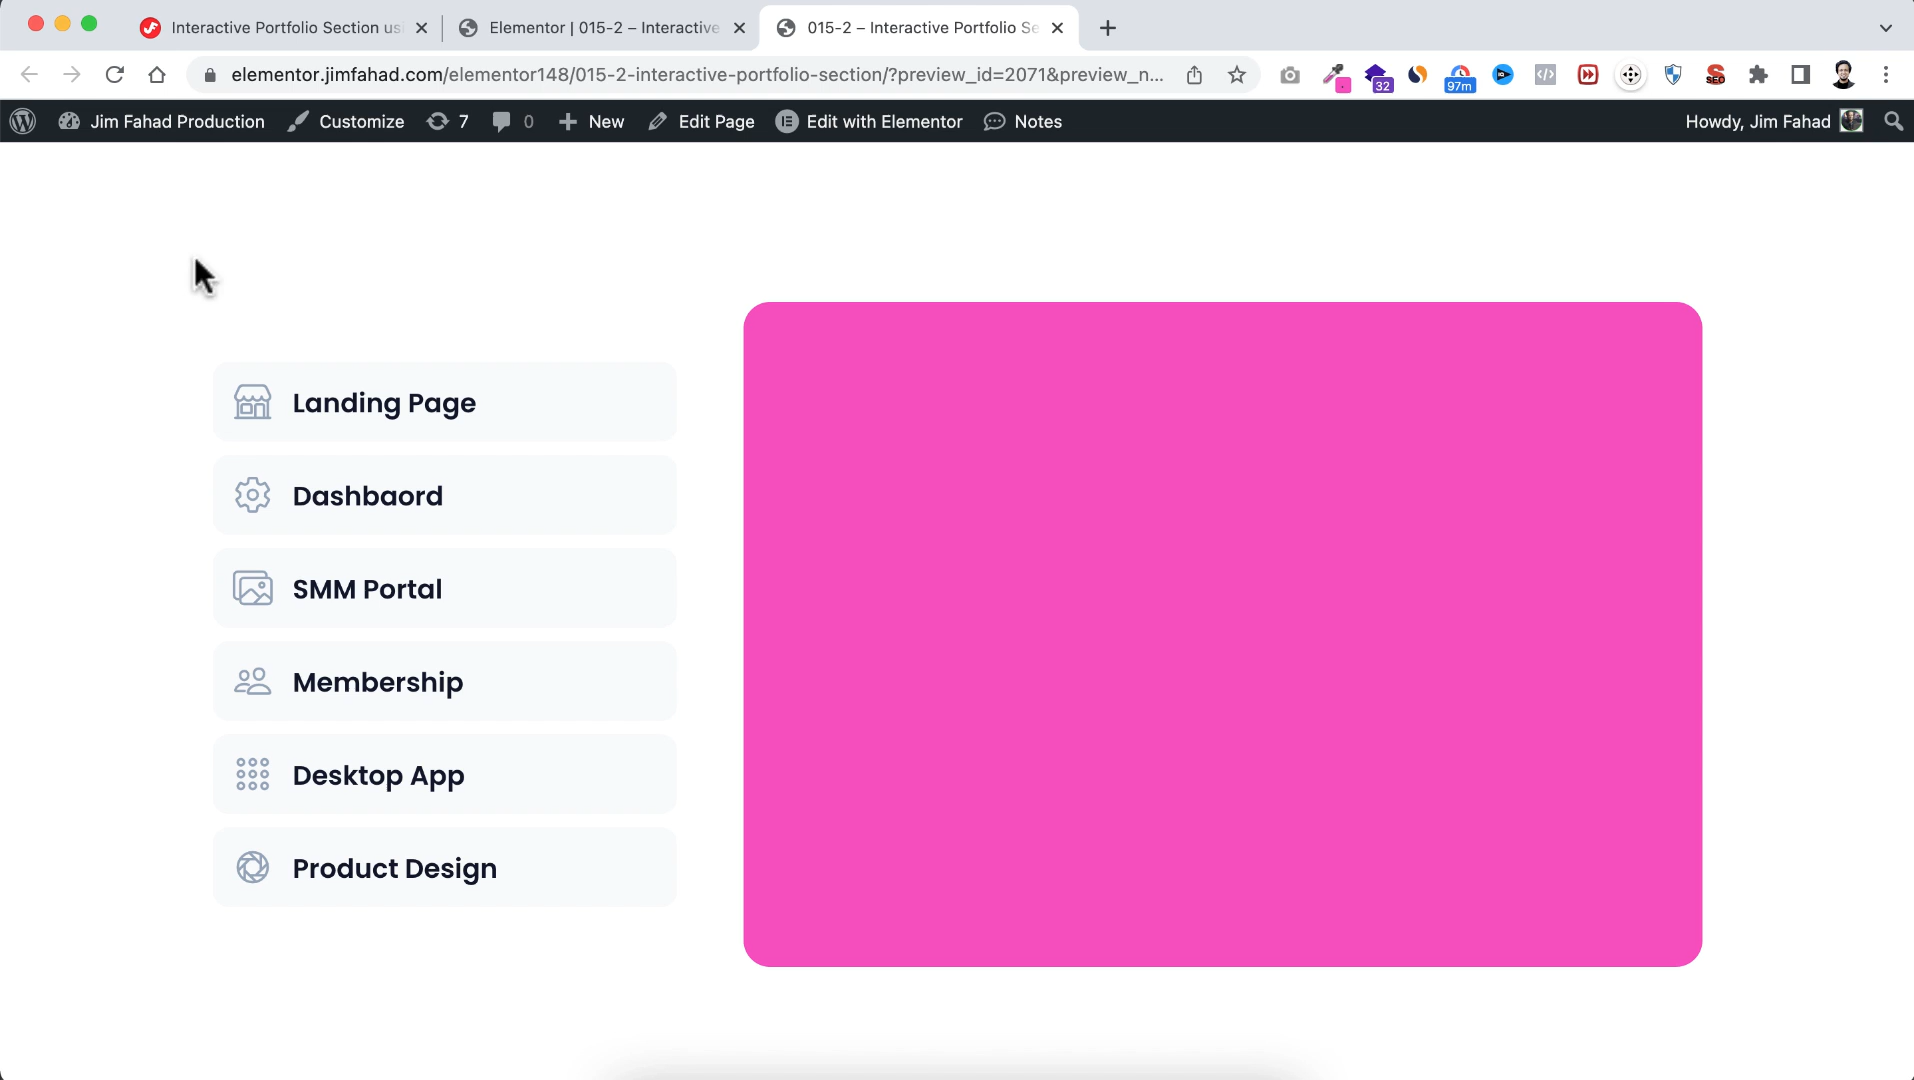 Interactive Portfolio Section us
Elementor | 015-2 – Interactive
015-2 – Interactive Portfolio Se
elementor.jimfahad.com/elementor148/015-2-interactive-portfolio-section/?preview_id=2071&preview_n...
32
97m
SEO
Jim Fahad Production
Customize
7
0
New
Edit Page
Edit with Elementor
Notes
Howdy, Jim Fahad
Landing Page
Dashbaord
SMM Portal
Membership
Desktop App
Product Design